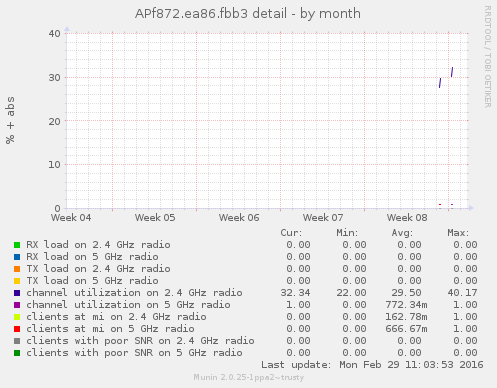 APf872.ea86.fbb3 detail - by month
RRDTOOL / TOBI OETIKER
% + abs
40
30
20
10
0
Week 04 Week 05 Week 06 Week 07 Week 08
Cur: Min: Avg: Max:
RX load on 2.4 GHz radio 0.00 0.00 0.00 0.00
RX load on 5 GHz radio 0.00 0.00 0.00 0.00
TX load on 2.4 GHz radio 0.00 0.00 0.00 0.00
TX load on 5 GHz radio 0.00 0.00 0.00 0.00
channel utilization on 2.4 GHz radio 32.34 22.00 29.50 40.17
channel utilization on 5 GHz radio 1.00 0.00 772.34m 1.00
clients at mi on 2.4 GHz radio 0.00 0.00 162.78m 1.00
clients at mi on 5 GHz radio 0.00 0.00 666.67m 1.00
clients with poor SNR on 2.4 GHz radio 0.00 0.00 0.00 0.00
clients with poor SNR on 5 GHz radio 0.00 0.00 0.00 0.00
Last update: Mon Feb 29 11:03:53 2016
Munin 2.0.25-1ppa2~trusty